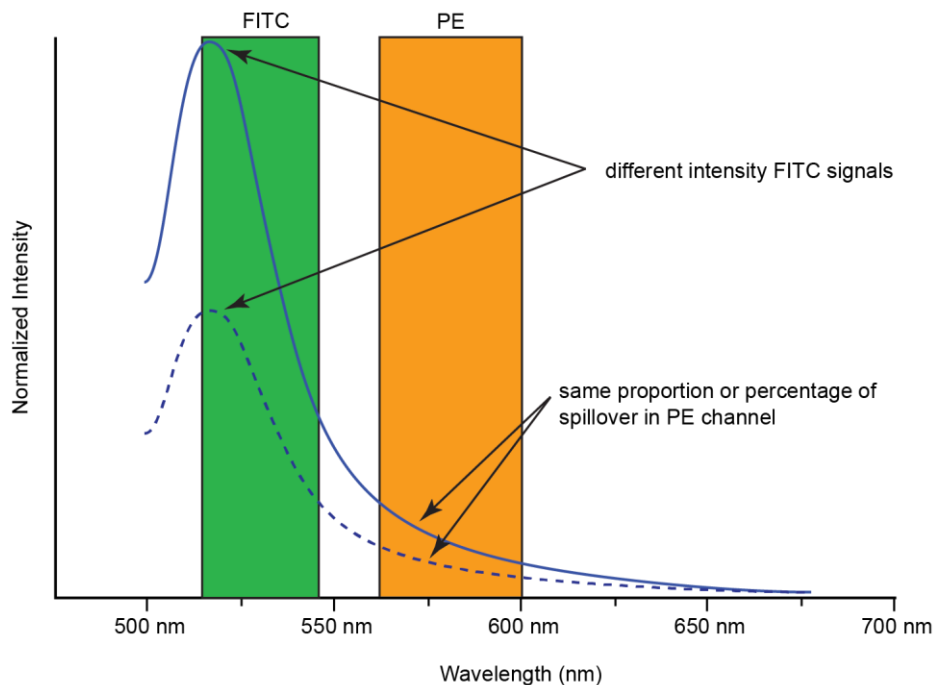 FITC
PE
different intensity FITC signals
same proportion or percentage of
spillover in PE channel
Normalized Intensity
500 nm
550 nm
600 nm
650 nm
700 nm
Wavelength (nm)